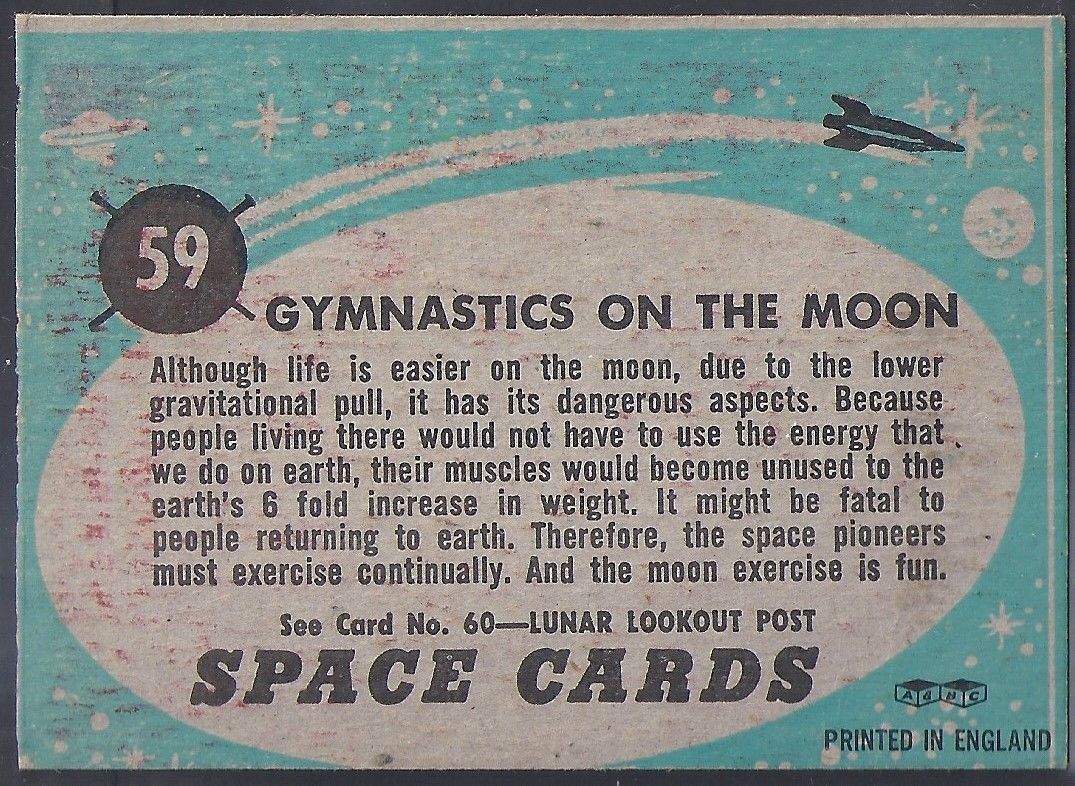 59
GYMNASTICS ON THE MOON
Although life is easier on the moon, due to the lower
gravitational pull, it has its dangerous aspects. Because
people living there would not have to use the energy that
we do on earth, their muscles would become unused to the
earth's 6 fold increase in weight. It might be fatal to
people returning to earth. Therefore, the space pioneers
must exercise continually. And the moon exercise is fun.
See Card No. 60—LUNAR LOOKOUT POST
SPACE CARDS
A & BC
PRINTED IN ENGLAND